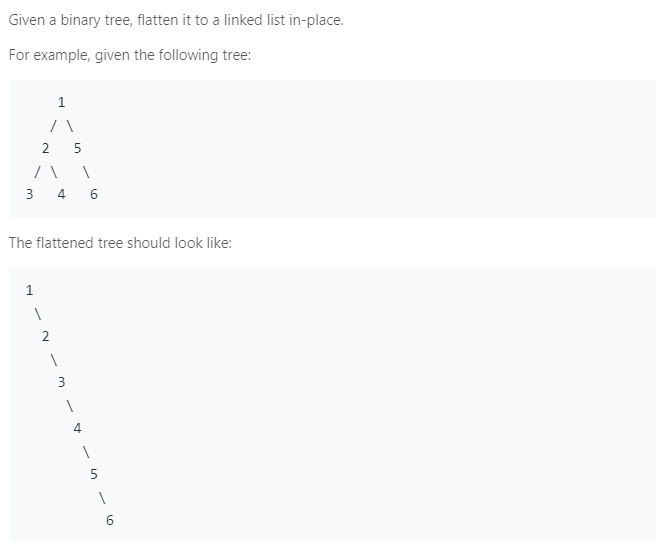 Given a binary tree, flatten it to a linked list in-place.
For example, given the following tree:
    1
   / \
  2   5
 / \   \
3   4   6
The flattened tree should look like:
1
 \
  2
   \
    3
     \
      4
       \
        5
         \
          6